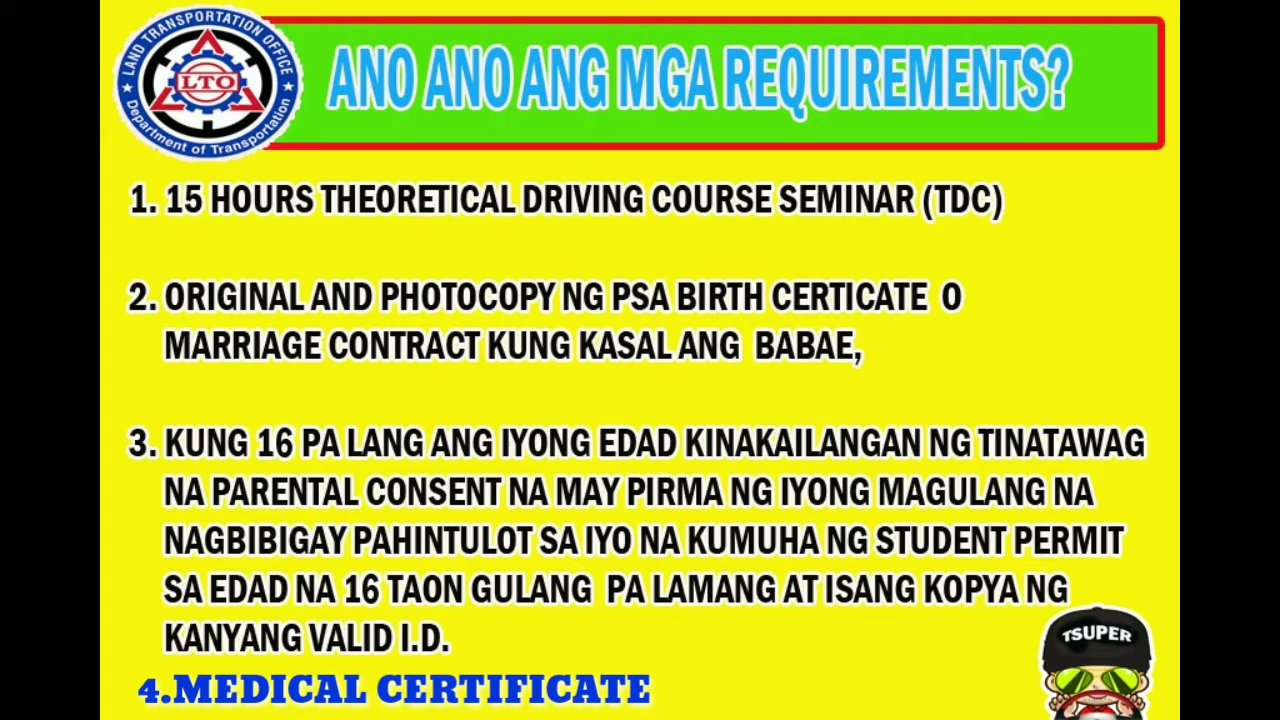 LAND TRANSPORTATION OFFICE
LTO
Department of Transportation
ANO ANO ANG MGA REQUIREMENTS?
1. 15 HOURS THEORETICAL DRIVING COURSE SEMINAR (TDC)
2. ORIGINAL AND PHOTOCOPY NG PSA BIRTH CERTICATE O
MARRIAGE CONTRACT KUNG KASAL ANG BABAE,
3. KUNG 16 PA LANG ANG IYONG EDAD KINAKAILANGAN NG TINATAWAG
NA PARENTAL CONSENT NA MAY PIRMA NG IYONG MAGULANG NA
NAGBIBIGAY PAHINTULOT SA IYO NA KUMUHA NG STUDENT PERMIT
SA EDAD NA 16 TAON GULANG PA LAMANG AT ISANG KOPYA NG
KANYANG VALID I.D.
TSUPER
4.MEDICAL CERTIFICATE